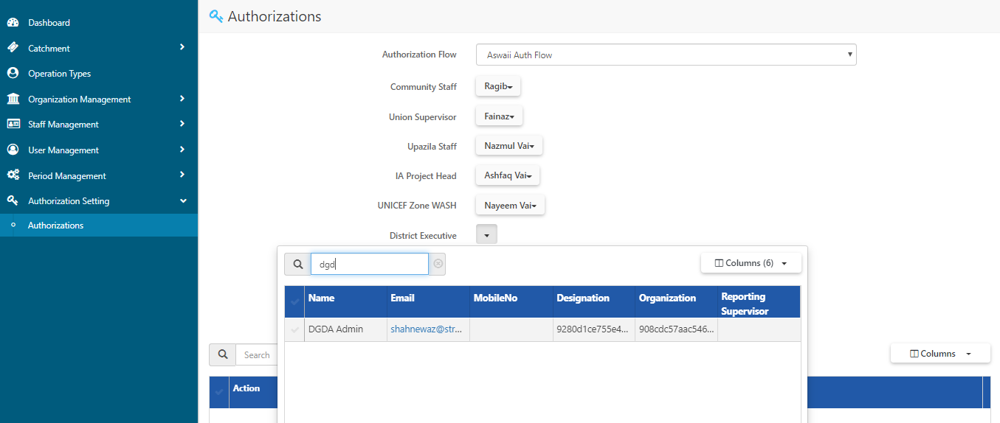 Dashboard
Catchment
Operation Types
Organization Management
Staff Management
User Management
Period Management
Authorization Setting
Authorizations
Authorizations
Authorization Flow Aswaii Auth Flow
Community Staff Ragib
Union Supervisor Fainaz
Upazila Staff Nazmul Vai
IA Project Head Ashfaq Vai
UNICEF Zone WASH Nayeem Vai
District Executive
dgd Columns (6)
Name Email MobileNo Designation Organization Reporting Supervisor
DGDA Admin shahnewaz@str... 9280d1ce755e4... 908cdc57aac546...
Search Columns
Action